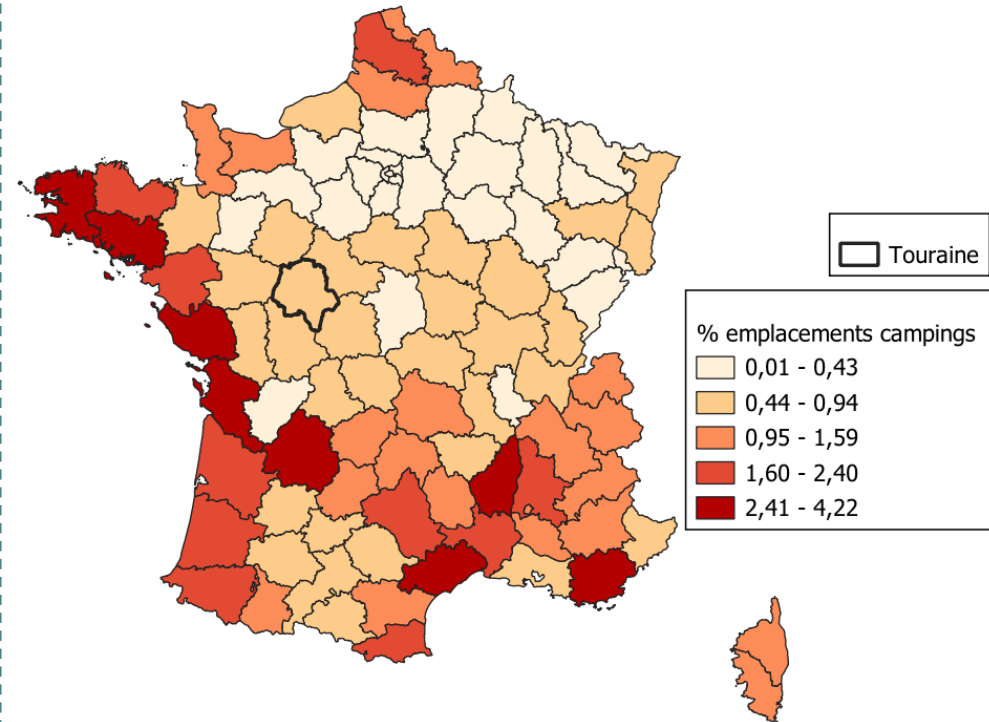 Touraine
% emplacements campings
0,01 - 0,43
0,44 - 0,94
0,95 - 1,59
1,60 - 2,40
2,41 - 4,22